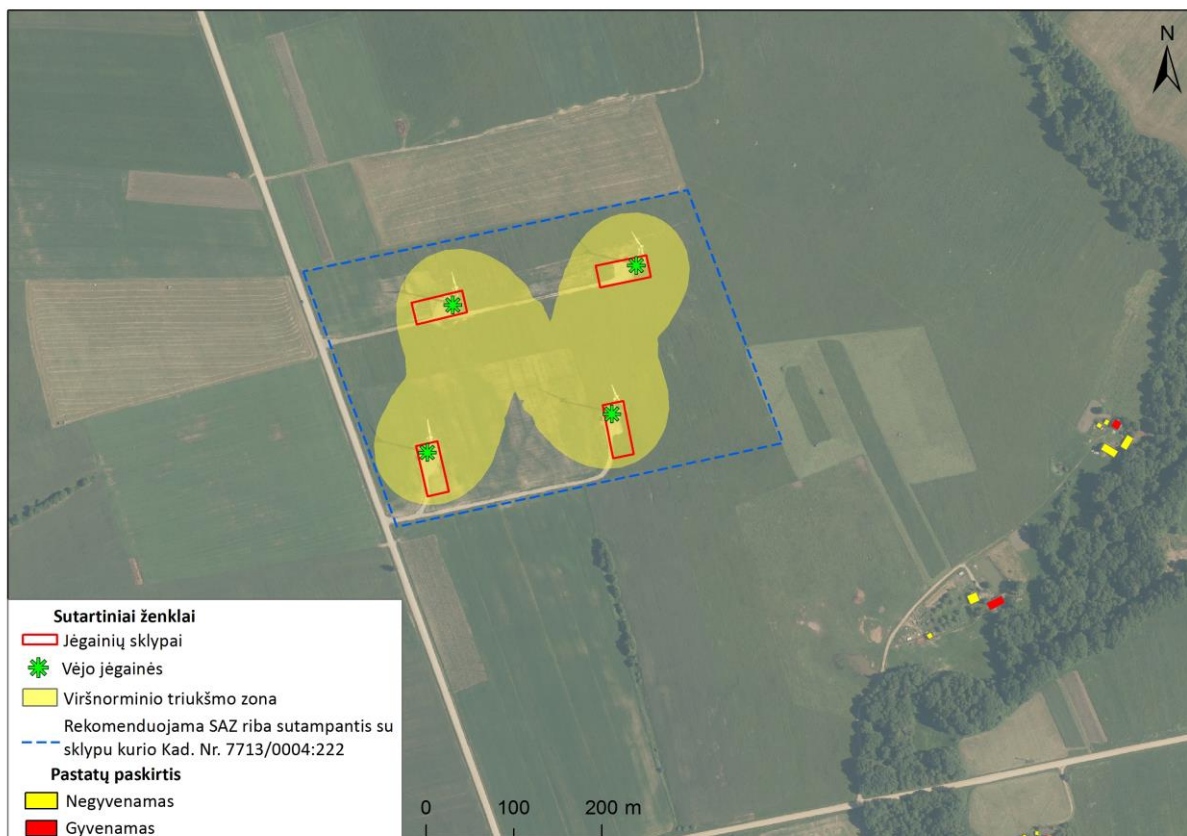 N
Sutartiniai ženklai
Jėgainių sklypai
Vėjo jėgainės
Viršnorminio triukšmo zona
Rekomenduojama SAZ riba sutampantis su
sklypu kurio Kad. Nr. 7713/0004:222
Pastatų paskirtis
Negyvenamas
Gyvenamas
0 100 200 m